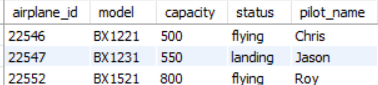 airplane_id model capacity status pilot_name
22546 BX1221 500 flying Chris
22547 BX1231 550 landing Jason
22552 BX1521 800 flying Roy